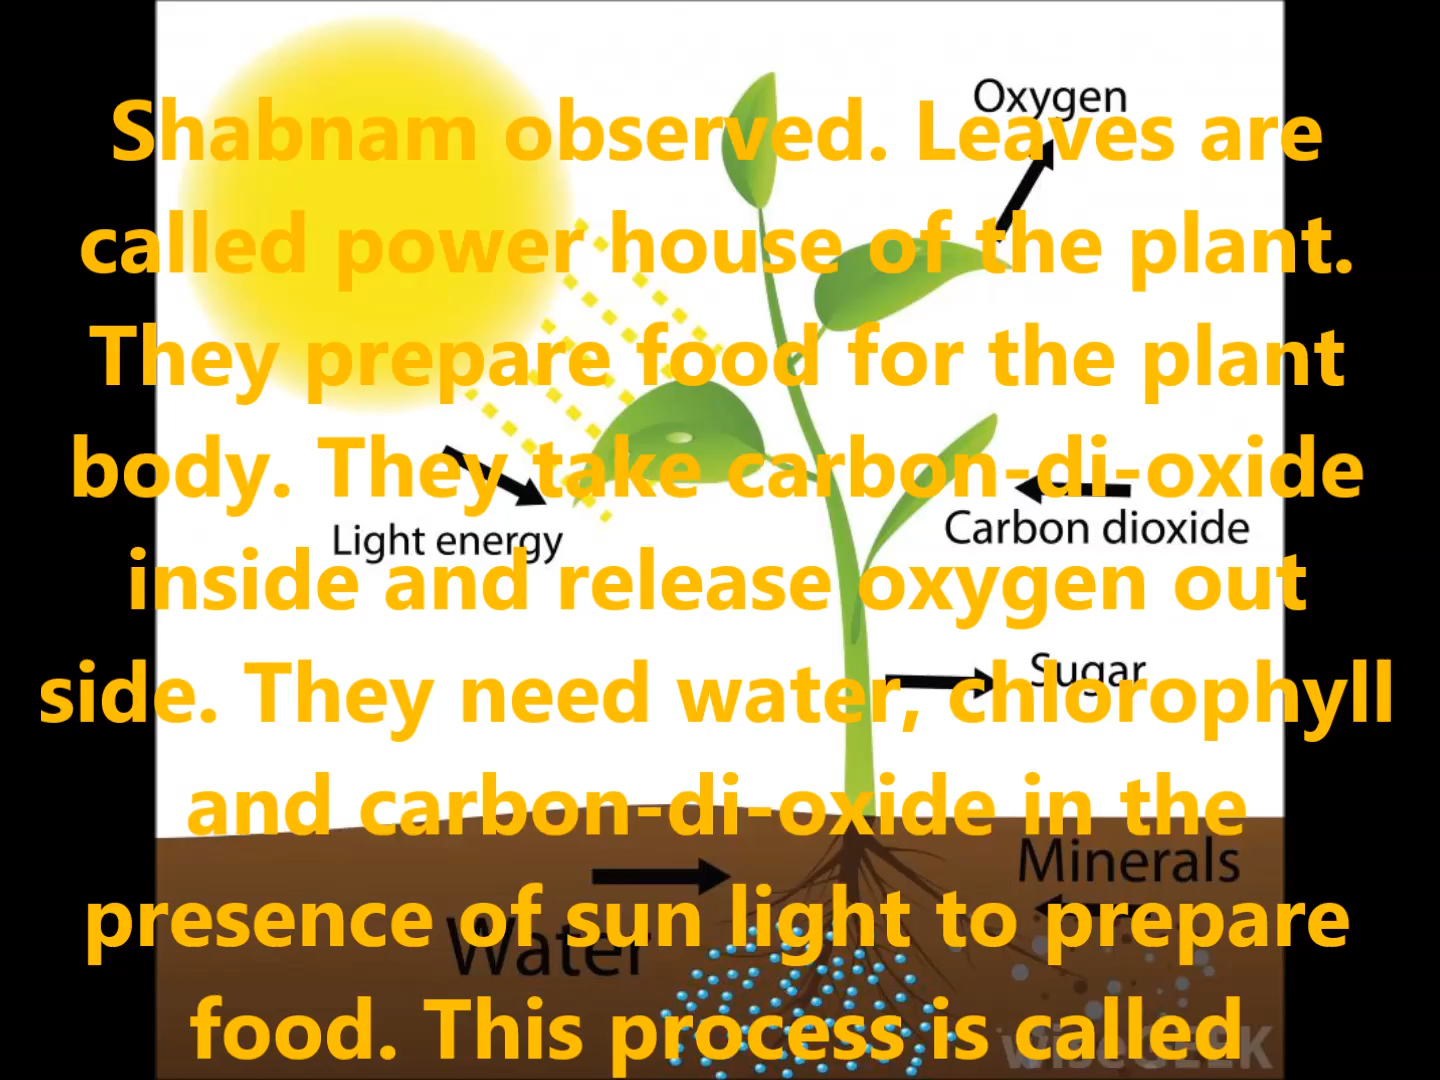 Shabnam observed. Leaves are
called power house of the plant.
They prepare food for the plant
body. They take carbon-di-oxide
inside and release oxygen out
side. They need water, chlorophyll
and carbon-di-oxide in the
presence of sun light to prepare
food. This process is called
Oxygen
Light energy
Carbon dioxide
Sugar
Minerals
Water
wiseGEEK